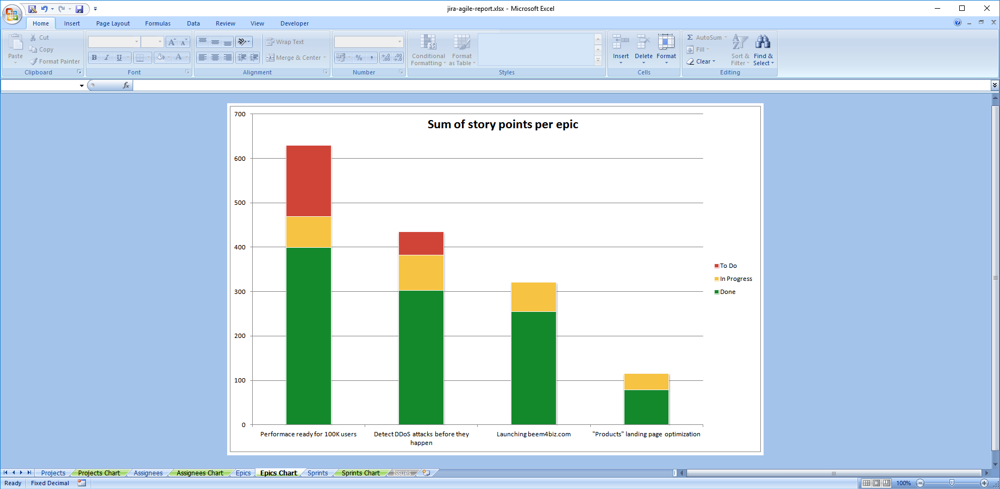 jira-agile-report.xlsx - Microsoft Excel
Home Insert Page Layout Formulas Data Review View Developer
Paste
Cut
Copy
Format Painter
Clipboard
B I U A
Font
Wrap Text
Merge & Center
Alignment
%
Number
Conditional Formatting
Format as Table
Styles
Insert Delete Format
Cells
Σ AutoSum
Fill
Clear
Sort & Filter
Find & Select
Editing
fx
Sum of story points per epic
700
600
500
400
300
200
100
0
To Do
In Progress
Done
Performace ready for 100K users
Detect DDoS attacks before they
happen
Launching beem4biz.com
"Products" landing page optimization
Projects Projects Chart Assignees Assignees Chart Epics Epics Chart Sprints Sprints Chart Issues
Ready Fixed Decimal 100%